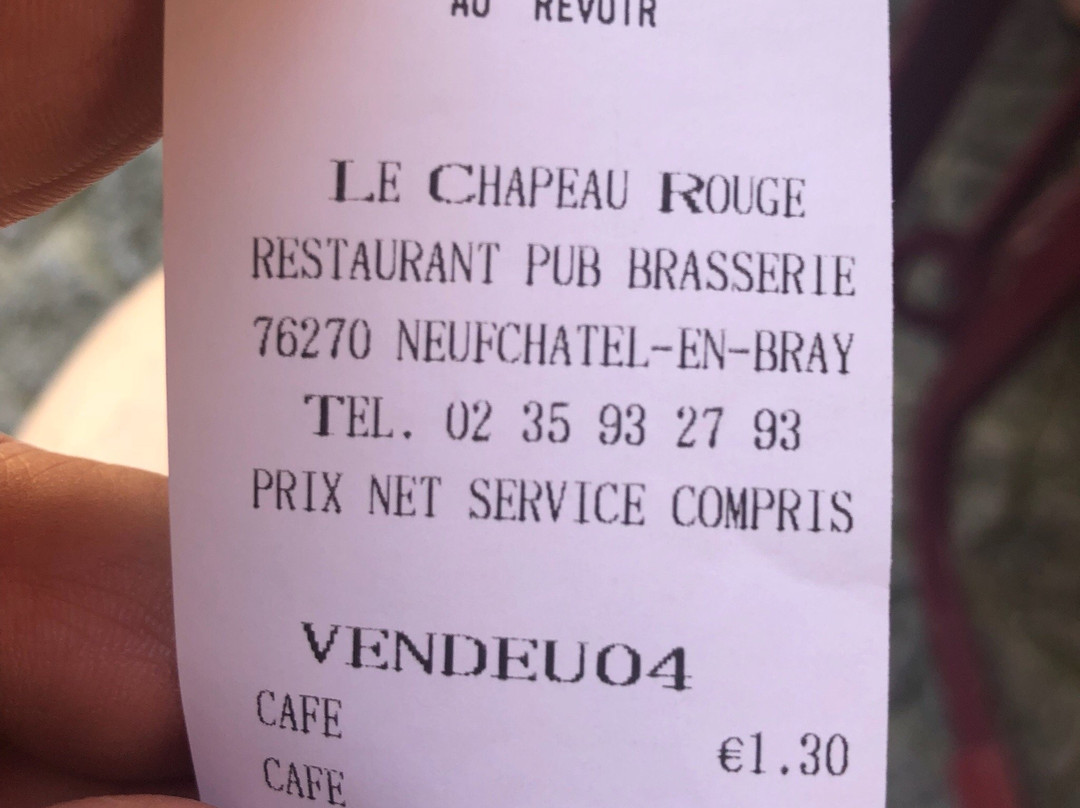 AU REVOIR
LE CHAPEAU ROUGE
RESTAURANT PUB BRASSERIE
76270 NEUFCHATEL-EN-BRAY
TEL. 02 35 93 27 93
PRIX NET SERVICE COMPRIS
VENDEU04
CAFE
€1.30
CAFE